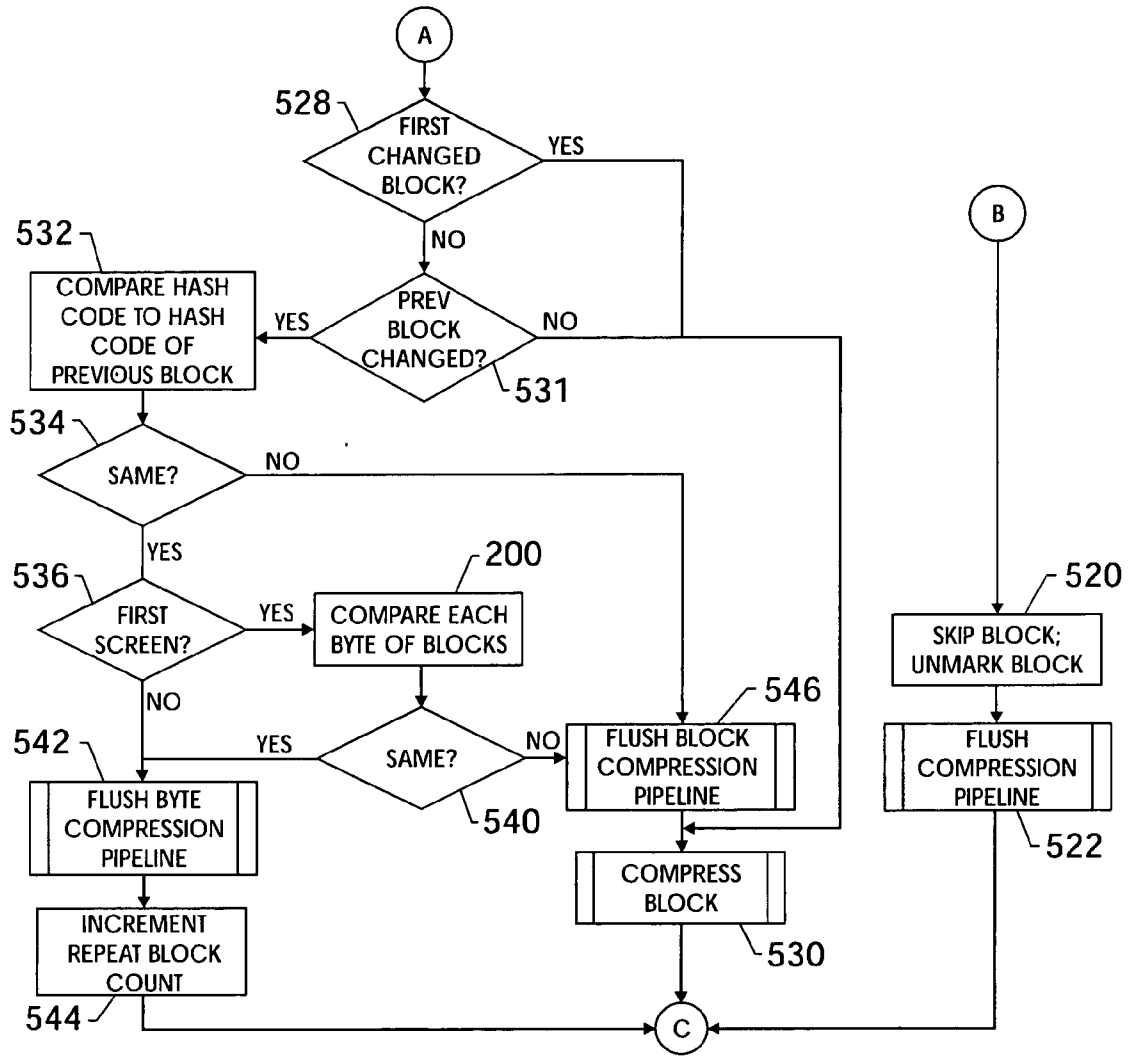 A
528
FIRST
CHANGED
BLOCK?
YES
NO
B
532
COMPARE HASH
CODE TO HASH
CODE OF
PREVIOUS BLOCK
YES
PREV
BLOCK
CHANGED?
NO
531
534
SAME?
NO
YES
536
FIRST
SCREEN?
YES
NO
200
COMPARE EACH
BYTE OF BLOCKS
520
SKIP BLOCK;
UNMARK BLOCK
542
YES
SAME?
NO
540
546
FLUSH BLOCK
COMPRESSION
PIPELINE
FLUSH
COMPRESSION
PIPELINE
522
FLUSH BYTE
COMPRESSION
PIPELINE
COMPRESS
BLOCK
530
INCREMENT
REPEAT BLOCK
COUNT
544
C